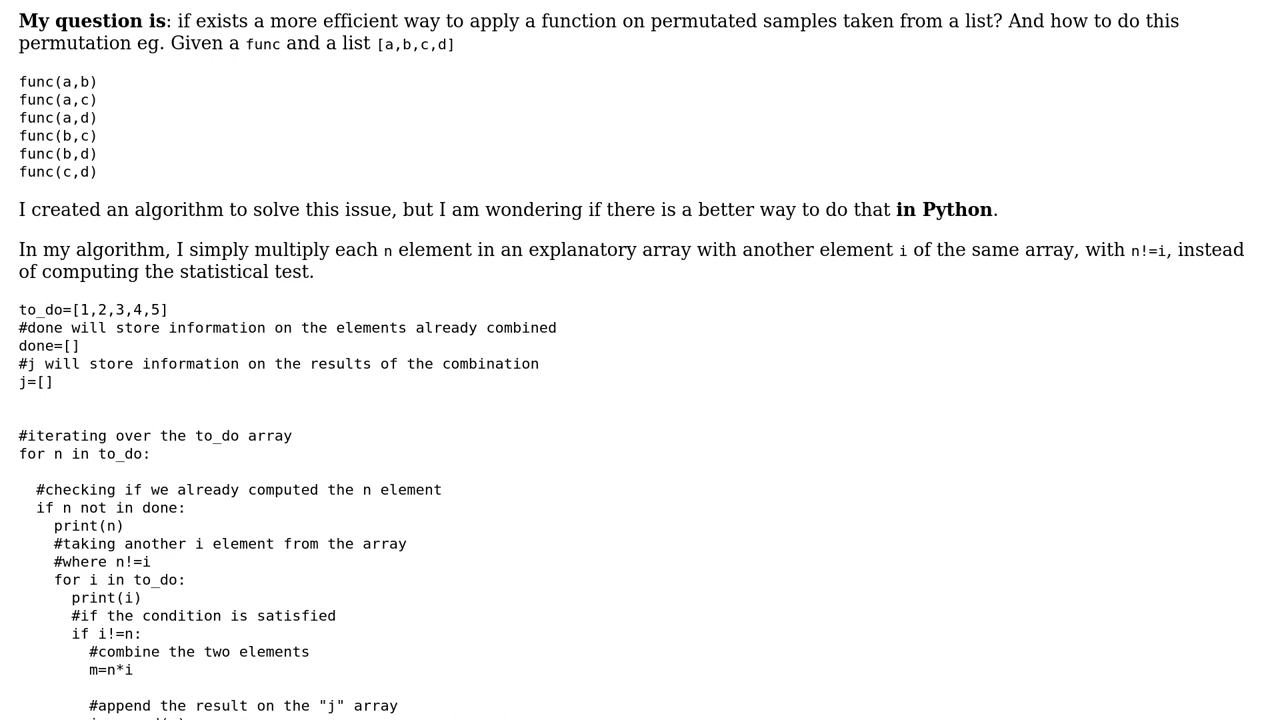 My question is: if exists a more efficient way to apply a function on permutated samples taken from a list? And how to do this
permutation eg. Given a func and a list [a,b,c,d]
func(a,b)
func(a,c)
func(a,d)
func(b,c)
func(b,d)
func(c,d)
I created an algorithm to solve this issue, but I am wondering if there is a better way to do that in Python.
In my algorithm, I simply multiply each n element in an explanatory array with another element i of the same array, with n!=i, instead
of computing the statistical test.
to_do=[1,2,3,4,5]
#done will store information on the elements already combined
done=[]
#j will store information on the results of the combination
j=[]
#iterating over the to_do array
for n in to_do:
  #checking if we already computed the n element
  if n not in done:
    print(n)
    #taking another i element from the array
    #where n!=i
    for i in to_do:
      print(i)
      #if the condition is satisfied
      if i!=n:
        #combine the two elements
        m=n*i
        #append the result on the "j" array